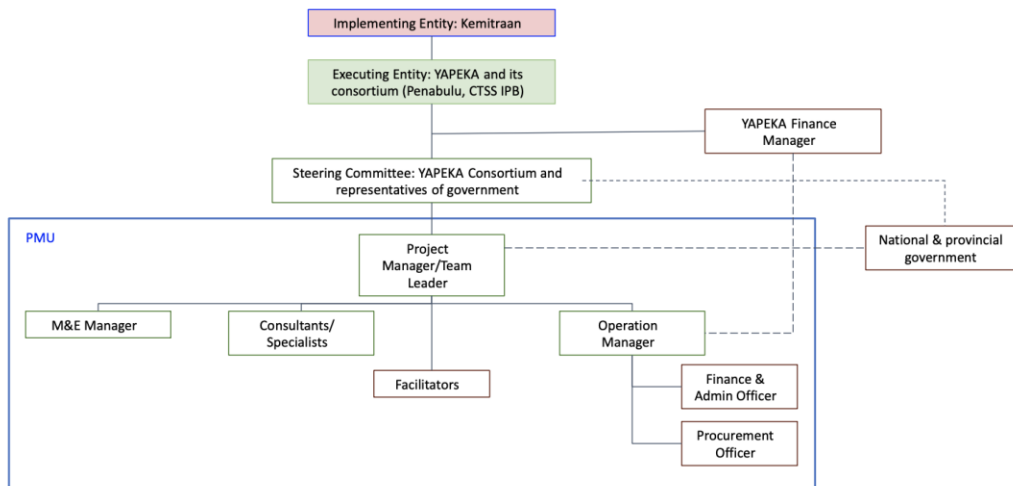 Implementing Entity: Kemitraan
Executing Entity: YAPEKA and its
consortium (Penabulu, CTSS IPB)
YAPEKA Finance
Manager
Steering Committee: YAPEKA Consortium and
representatives of government
PMU
Project
Manager/Team
Leader
National & provincial
government
M&E Manager
Consultants/
Specialists
Operation
Manager
Facilitators
Finance &
Admin Officer
Procurement
Officer